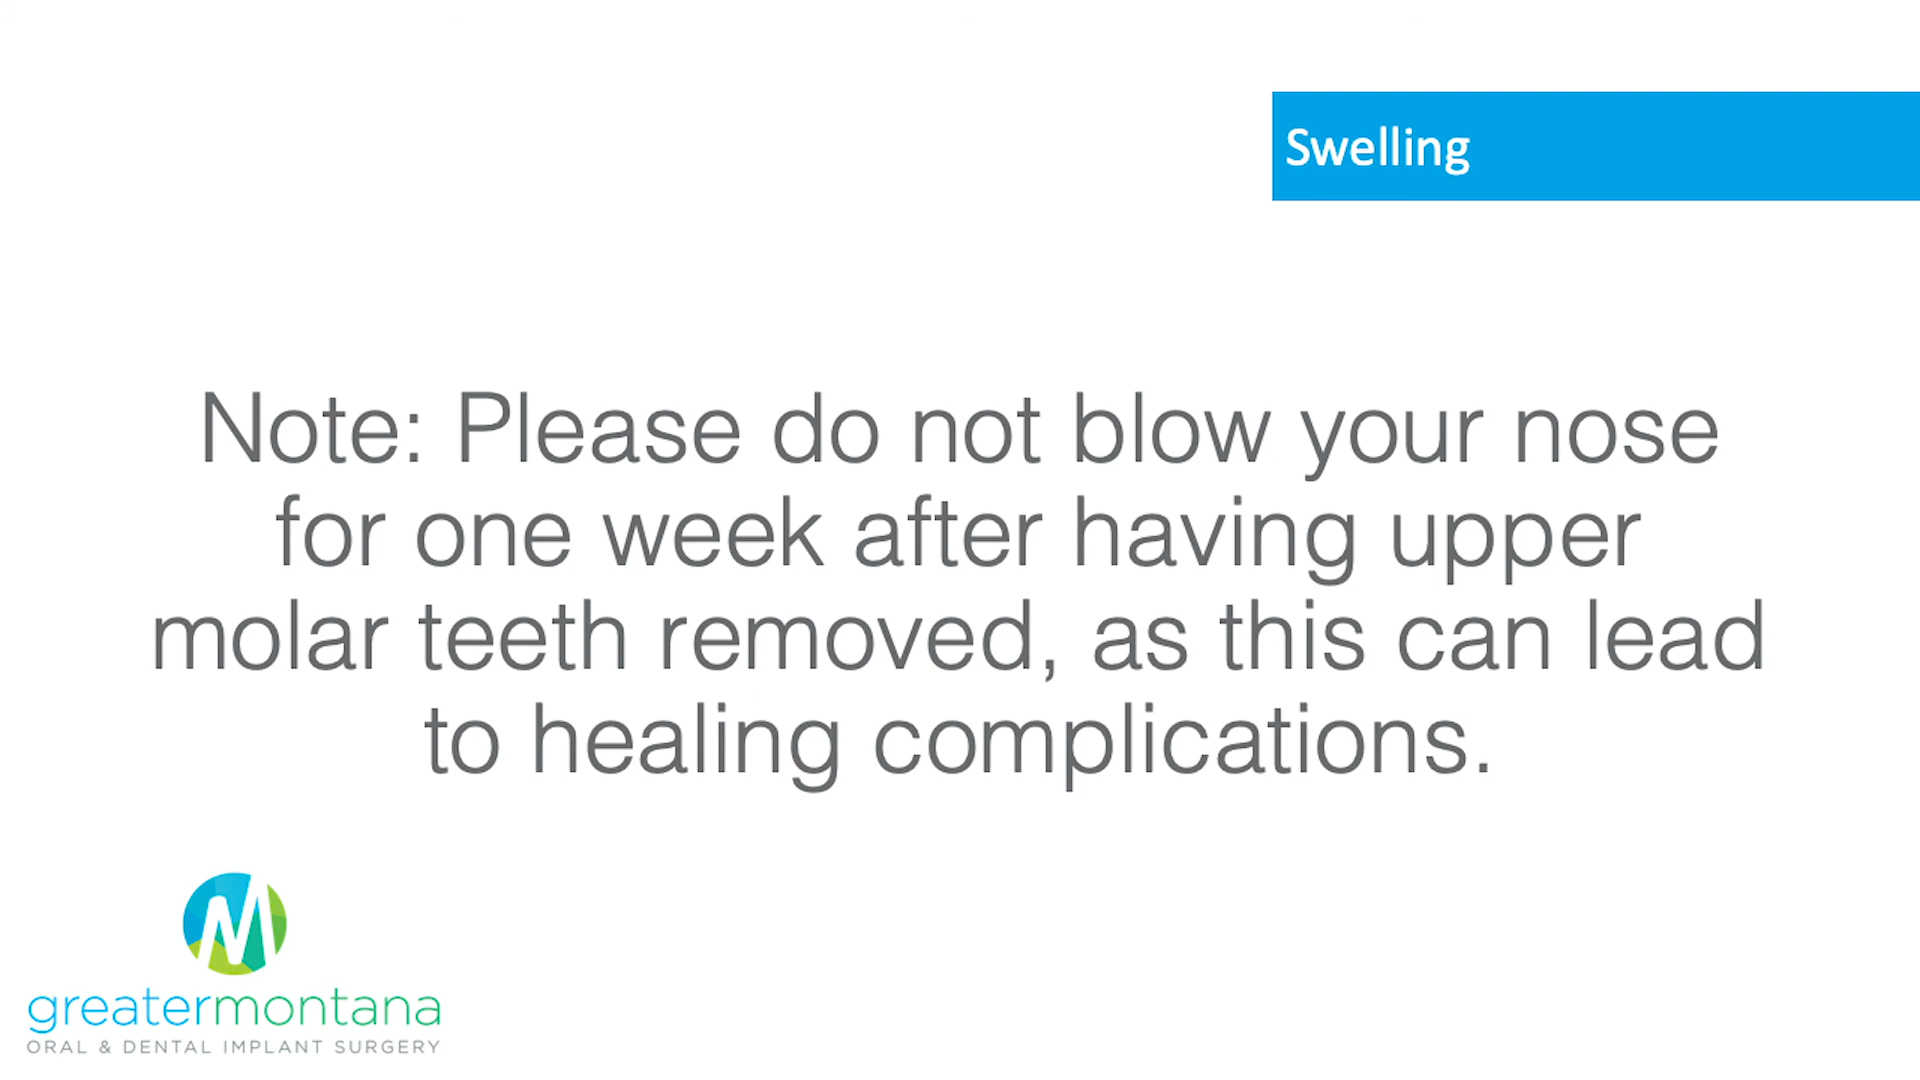 Swelling
Note: Please do not blow your nose
for one week after having upper
molar teeth removed, as this can lead
to healing complications.
M
greatermontana
ORAL & DENTAL IMPLANT SURGERY